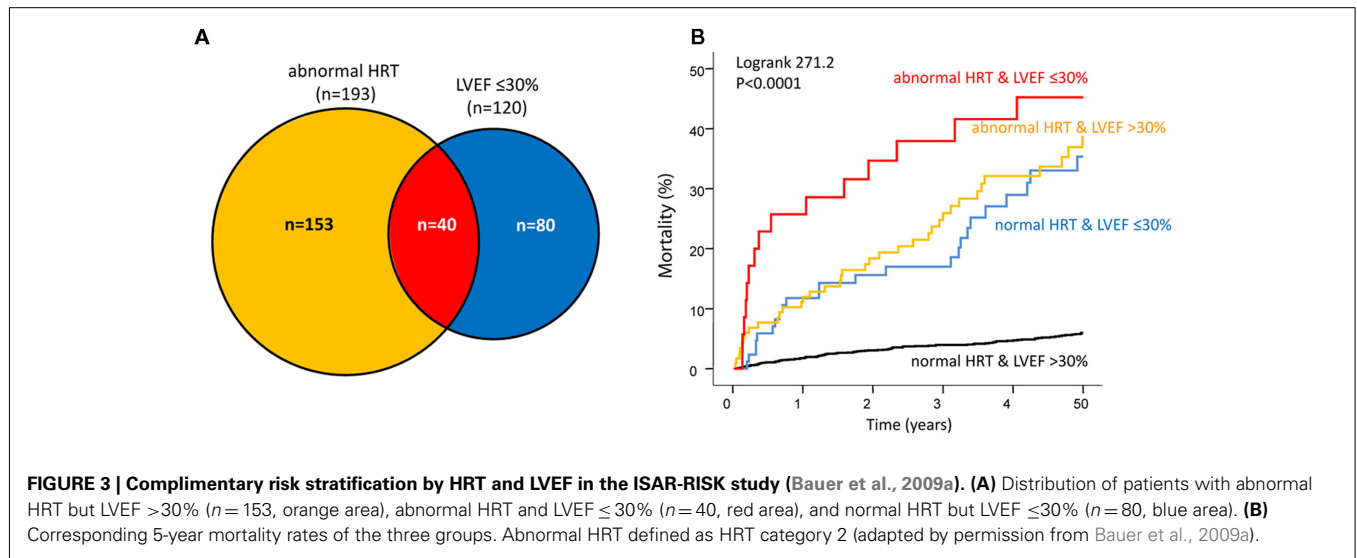 A
abnormal HRT
(n=193)
LVEF ≤30%
(n=120)
n=153
n=40
n=80
B
Logrank 271.2
P<0.0001
50
40
30
20
10
0
Mortality (%)
abnormal HRT & LVEF ≤30%
abnormal HRT & LVEF >30%
normal HRT & LVEF ≤30%
normal HRT & LVEF >30%
0 1 2 3 4 50
Time (years)
FIGURE 3 | Complimentary risk stratification by HRT and LVEF in the ISAR-RISK study (Bauer et al., 2009a). (A) Distribution of patients with abnormal
HRT but LVEF >30% (n = 153, orange area), abnormal HRT and LVEF ≤ 30% (n = 40, red area), and normal HRT but LVEF ≤30% (n = 80, blue area). (B)
Corresponding 5-year mortality rates of the three groups. Abnormal HRT defined as HRT category 2 (adapted by permission from Bauer et al., 2009a).